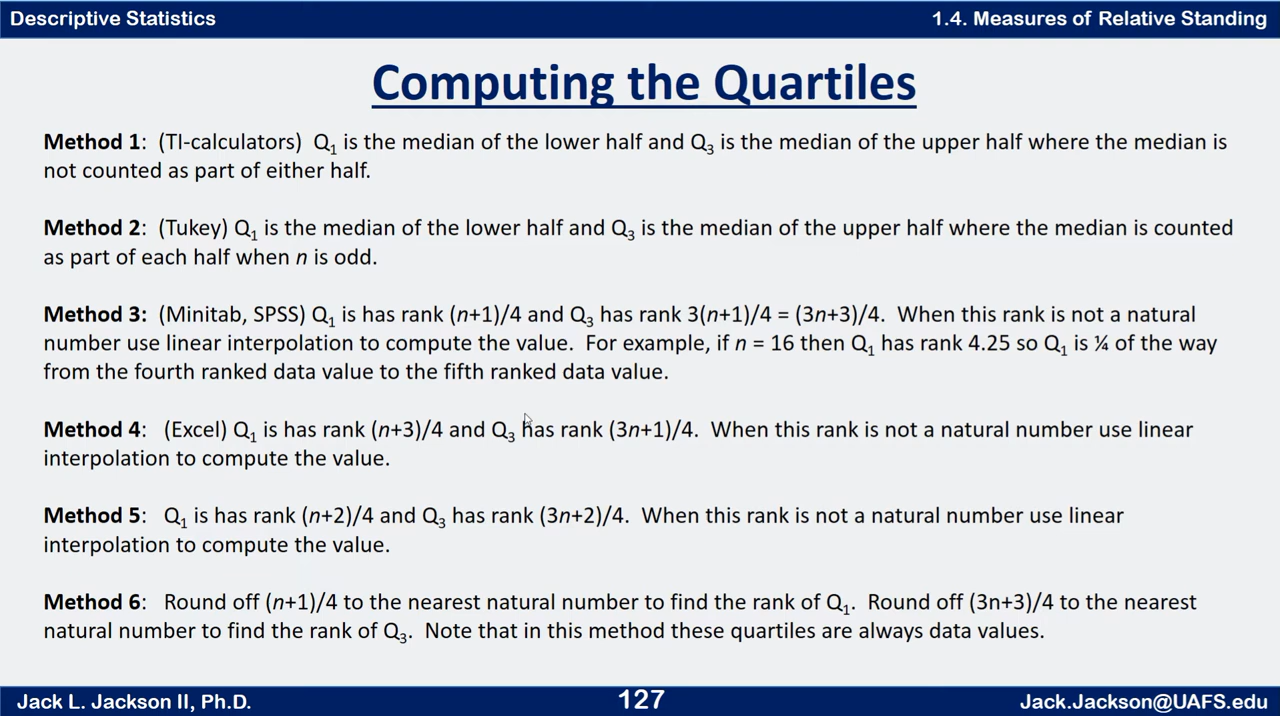 Descriptive Statistics
1.4. Measures of Relative Standing
Computing the Quartiles
Method 1: (TI-calculators) Q1 is the median of the lower half and Q3 is the median of the upper half where the median is
not counted as part of either half.
Method 2: (Tukey) Q1 is the median of the lower half and Q3 is the median of the upper half where the median is counted
as part of each half when n is odd.
Method 3: (Minitab, SPSS) Q1 is has rank (n+1)/4 and Q3 has rank 3(n+1)/4 = (3n+3)/4. When this rank is not a natural
number use linear interpolation to compute the value. For example, if n = 16 then Q1 has rank 4.25 so Q1 is ¼ of the way
from the fourth ranked data value to the fifth ranked data value.
Method 4: (Excel) Q1 is has rank (n+3)/4 and Q3 has rank (3n+1)/4. When this rank is not a natural number use linear
interpolation to compute the value.
Method 5: Q1 is has rank (n+2)/4 and Q3 has rank (3n+2)/4. When this rank is not a natural number use linear
interpolation to compute the value.
Method 6: Round off (n+1)/4 to the nearest natural number to find the rank of Q1. Round off (3n+3)/4 to the nearest
natural number to find the rank of Q3. Note that in this method these quartiles are always data values.
Jack L. Jackson II, Ph.D.
127
Jack.Jackson@UAFS.edu